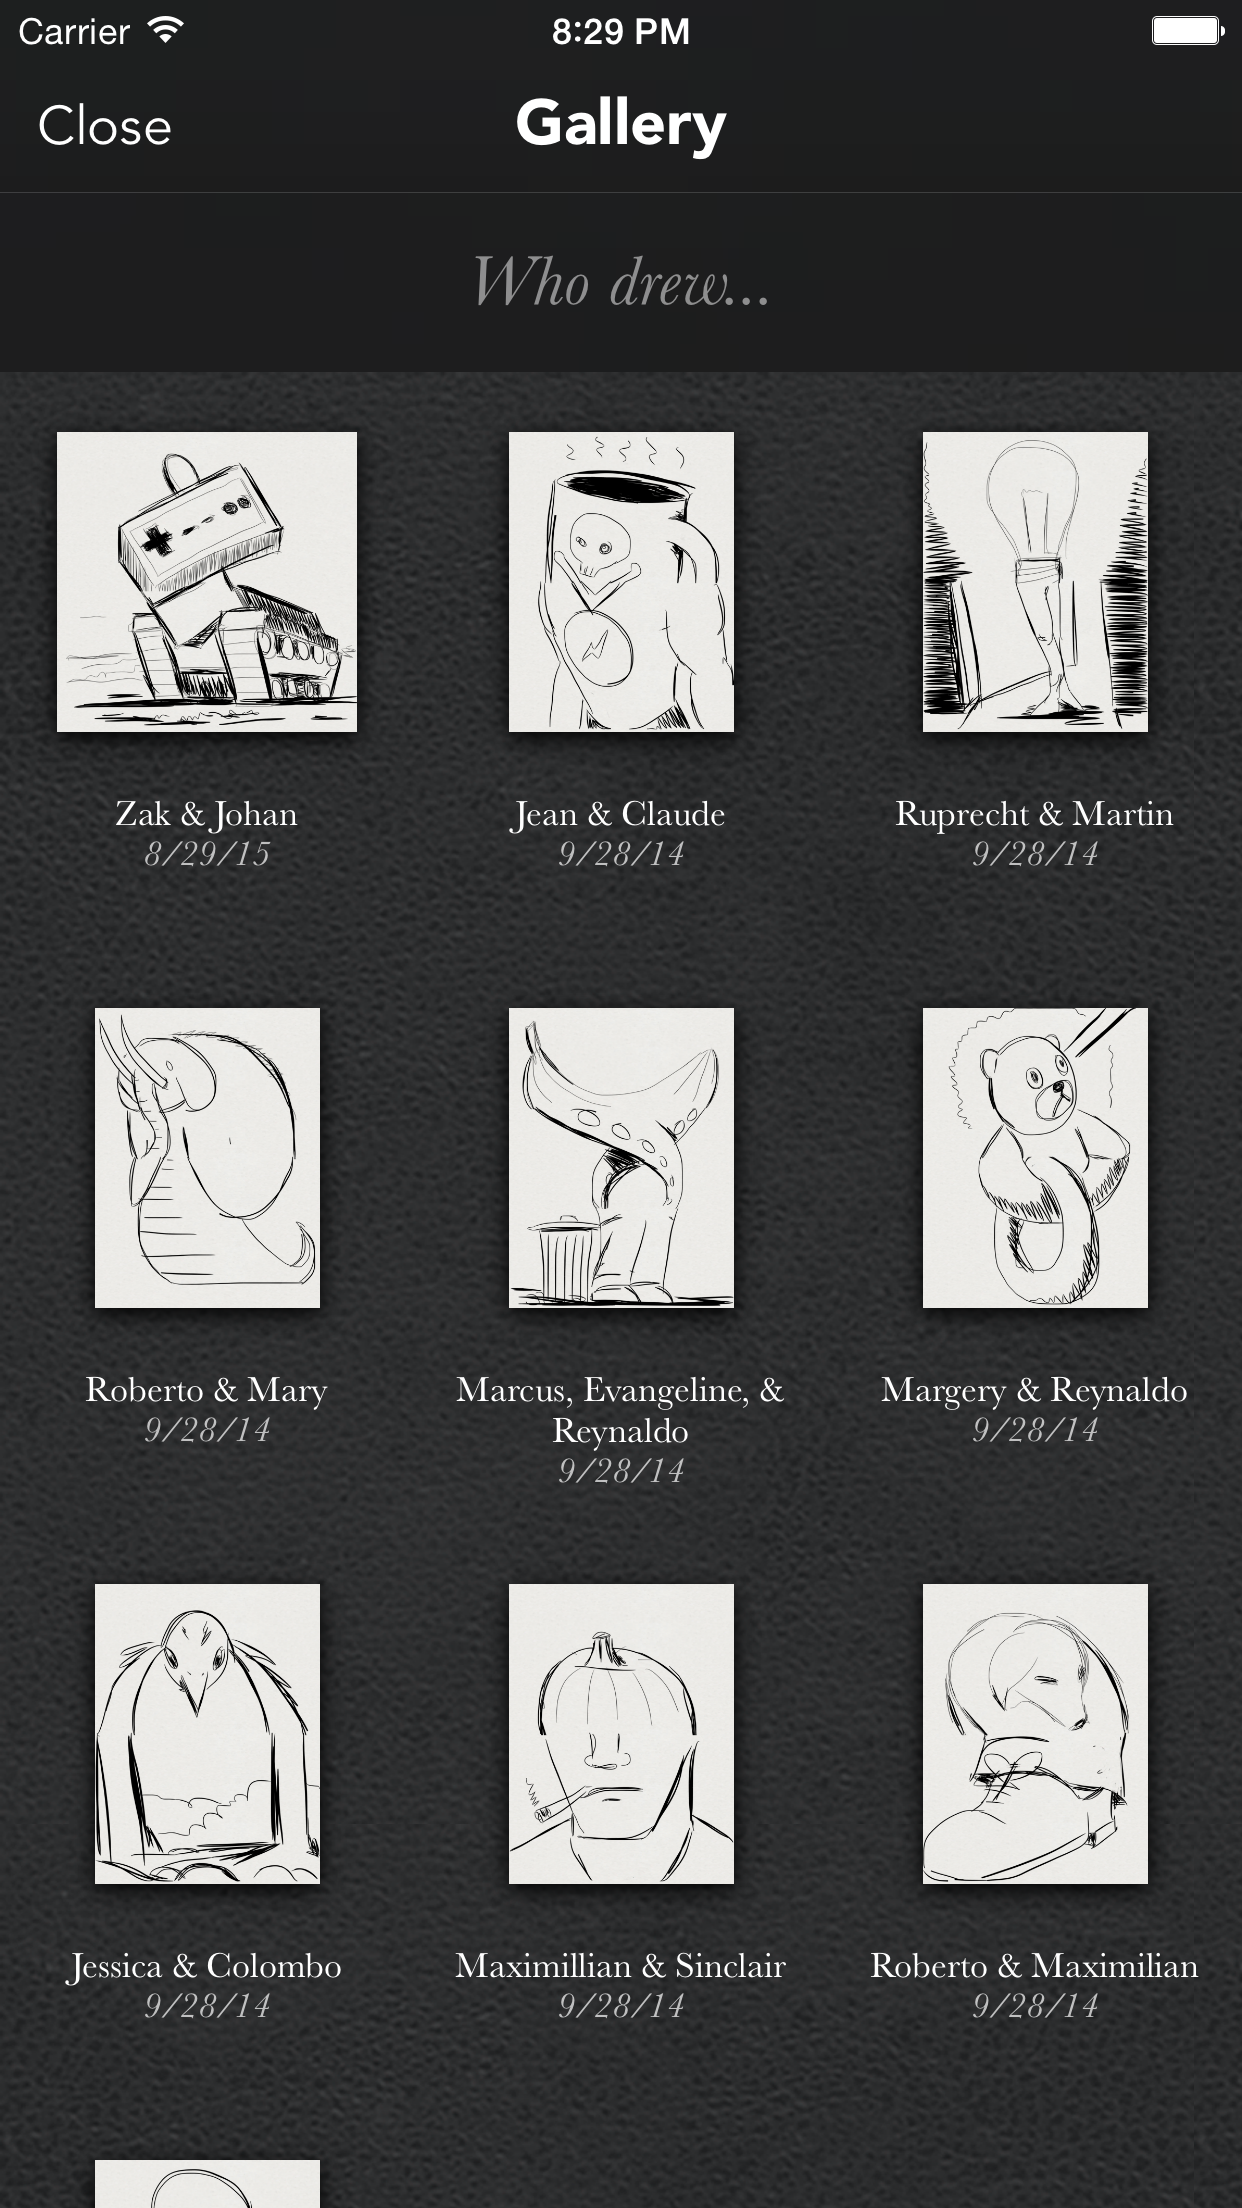 Carrier
8:29 PM
Close
Gallery
Who drew...
Zak & Johan
8/29/15
Jean & Claude
9/28/14
Ruprecht & Martin
9/28/14
Roberto & Mary
9/28/14
Marcus, Evangeline, &
Reynaldo
9/28/14
Margery & Reynaldo
9/28/14
Jessica & Colombo
9/28/14
Maximillian & Sinclair
9/28/14
Roberto & Maximilian
9/28/14